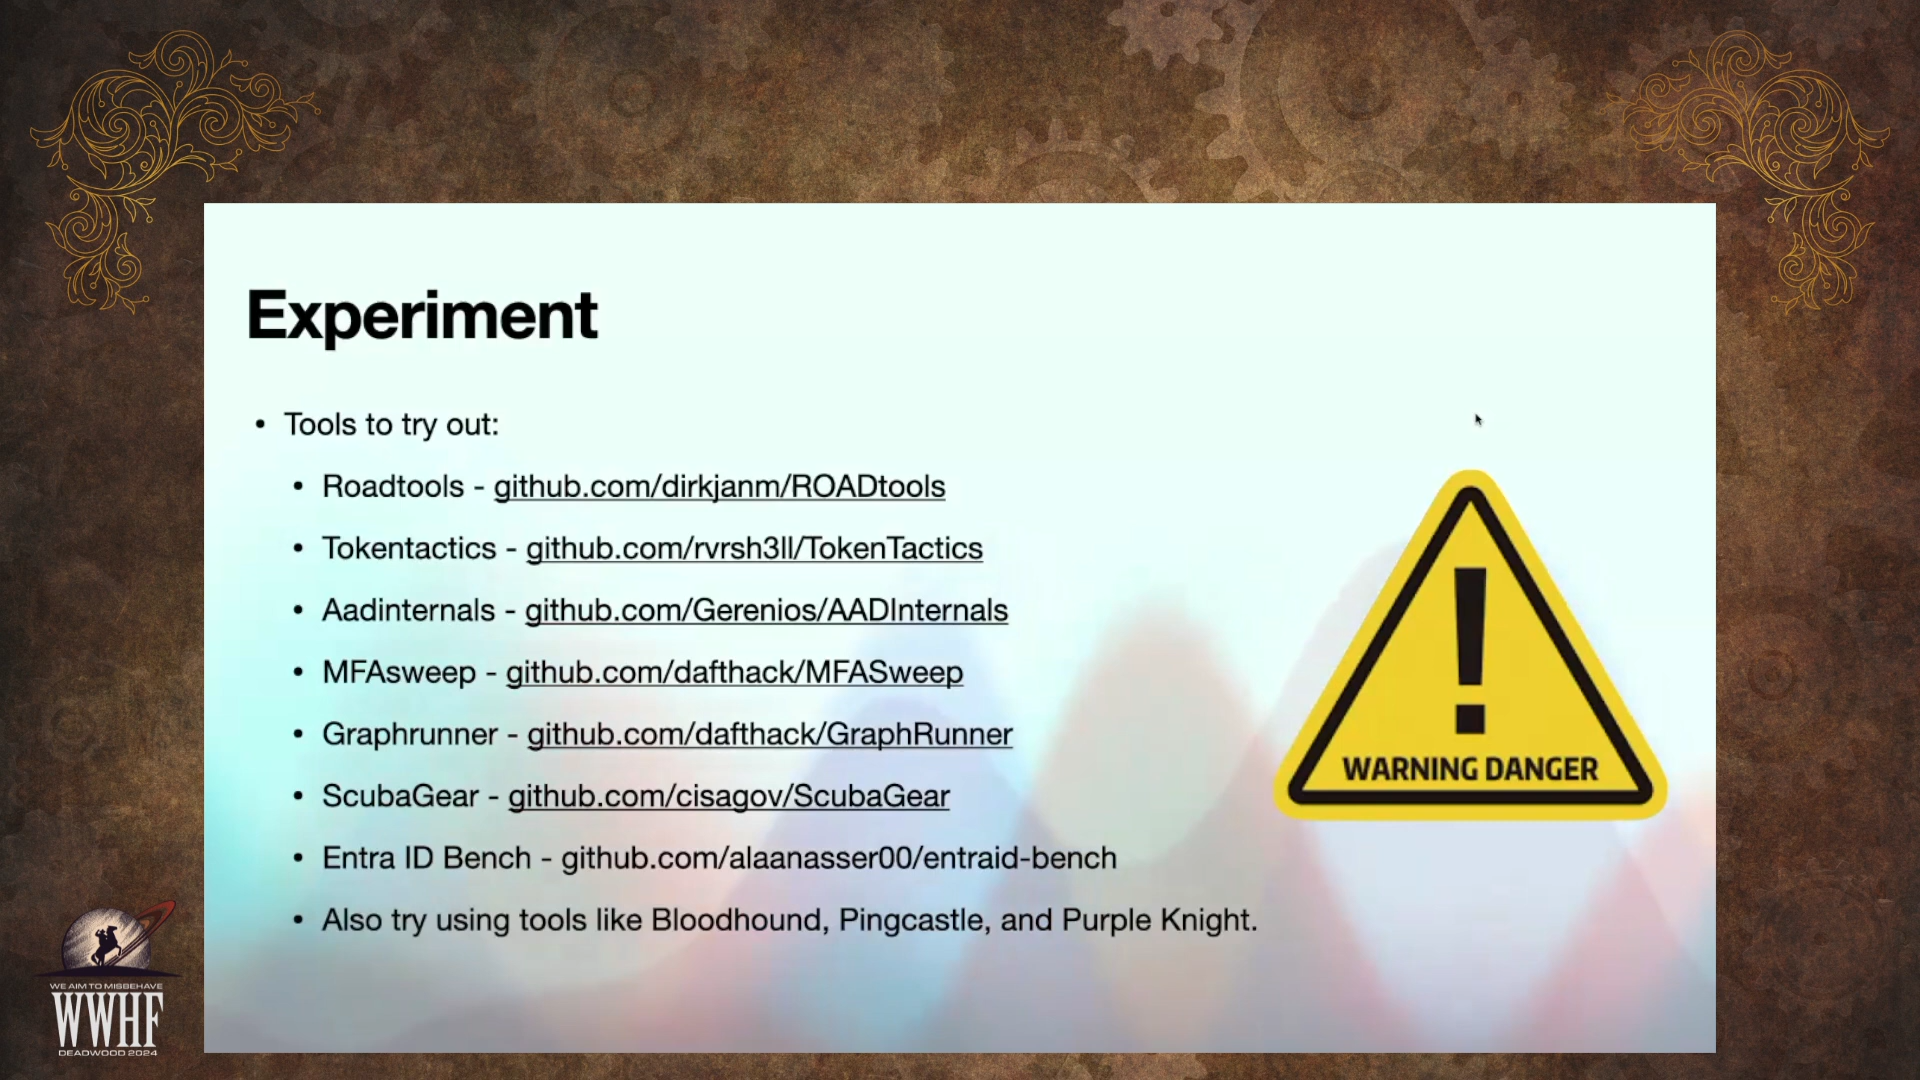 Experiment
• Tools to try out:
• Roadtools - github.com/dirkjanm/ROADtools
• Tokentactics - github.com/rvrsh3ll/TokenTactics
• Aadinternals - github.com/Gerenios/AADInternals
• MFAsweep - github.com/dafthack/MFASweep
• Graphrunner - github.com/dafthack/GraphRunner
• ScubaGear - github.com/cisagov/ScubaGear
• Entra ID Bench - github.com/alaanasser00/entraid-bench
• Also try using tools like Bloodhound, Pingcastle, and Purple Knight.
!
WARNING DANGER
WE AIM TO MISBEHAVE
WWHF
DEADWOOD 2024